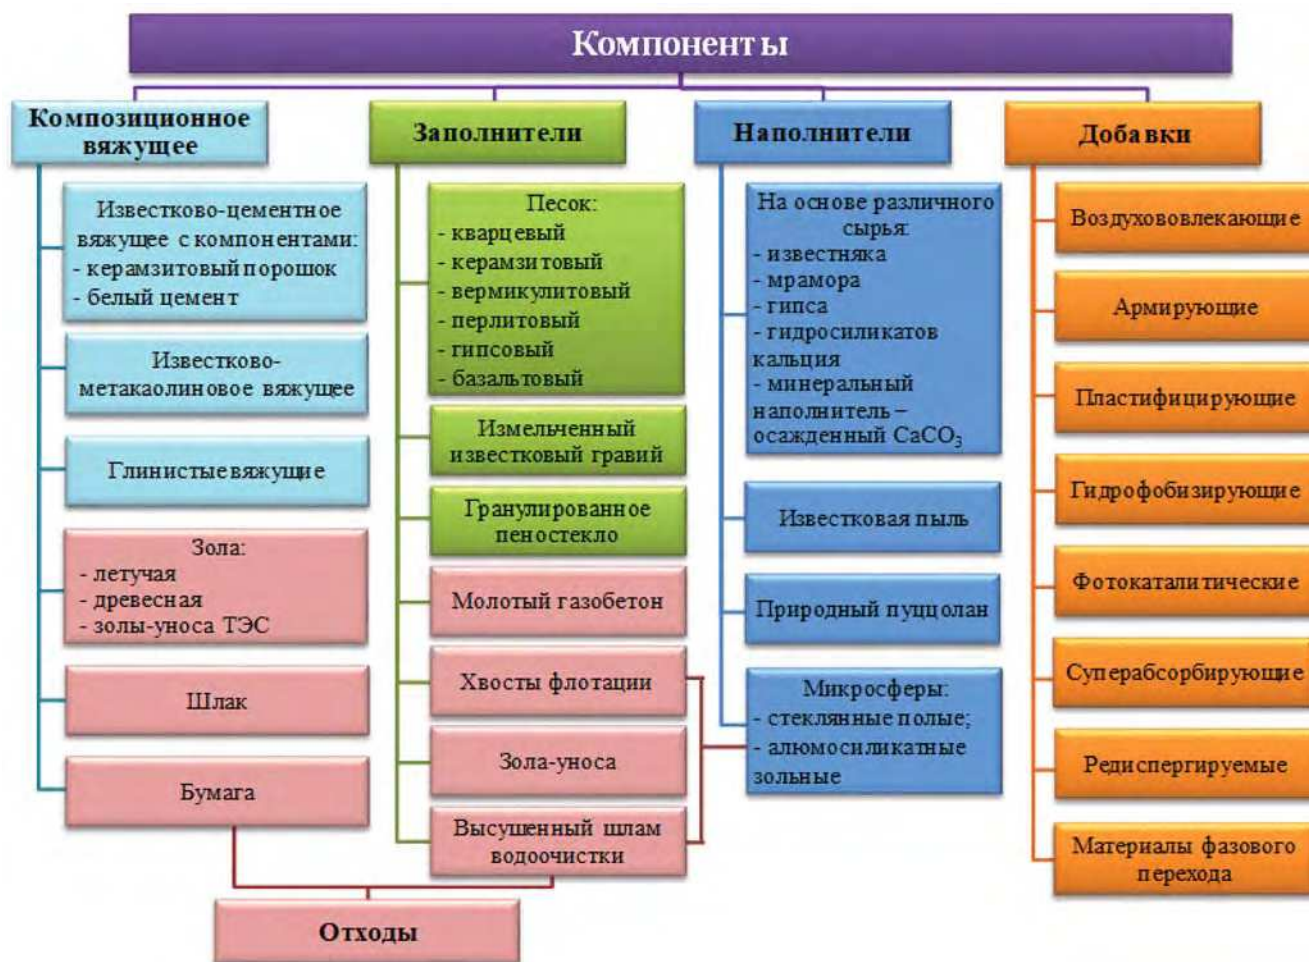 Компоненты
Композиционное
вяжущее
Известково-цементное
вяжущее с компонентами:
- керамзитовый порошок
- белый цемент
Известково-
метакаолиновое вяжущее
Глинистые вяжущие
Зола:
- летучая
- древесная
- золы-уноса ТЭС
Шлак
Бумага
Заполнители
Песок:
- кварцевый
- керамзитовый
- вермикулитовый
- перлитовый
- гипсовый
- базальтовый
Измельченный
известковый гравий
Гранулированное
пеностекло
Молотый газобетон
Хвосты флотации
Зола-уноса
Высушенный шлам
водоочистки
Наполнители
На основе различного
сырья:
- известняка
- мрамора
- гипса
- гидросиликатов
кальция
- минеральный
наполнитель –
осажденный CaCO₃
Известковая пыль
Природный пуццолан
Микросферы:
- стеклянные полые;
- алюмосиликатные
зольные
Добавки
Воздухововлекающие
Армирующие
Пластифицирующие
Гидрофобизирующие
Фотокаталитические
Суперабсорбирующие
Редиспергируемые
Материалы фазового
перехода
Отходы